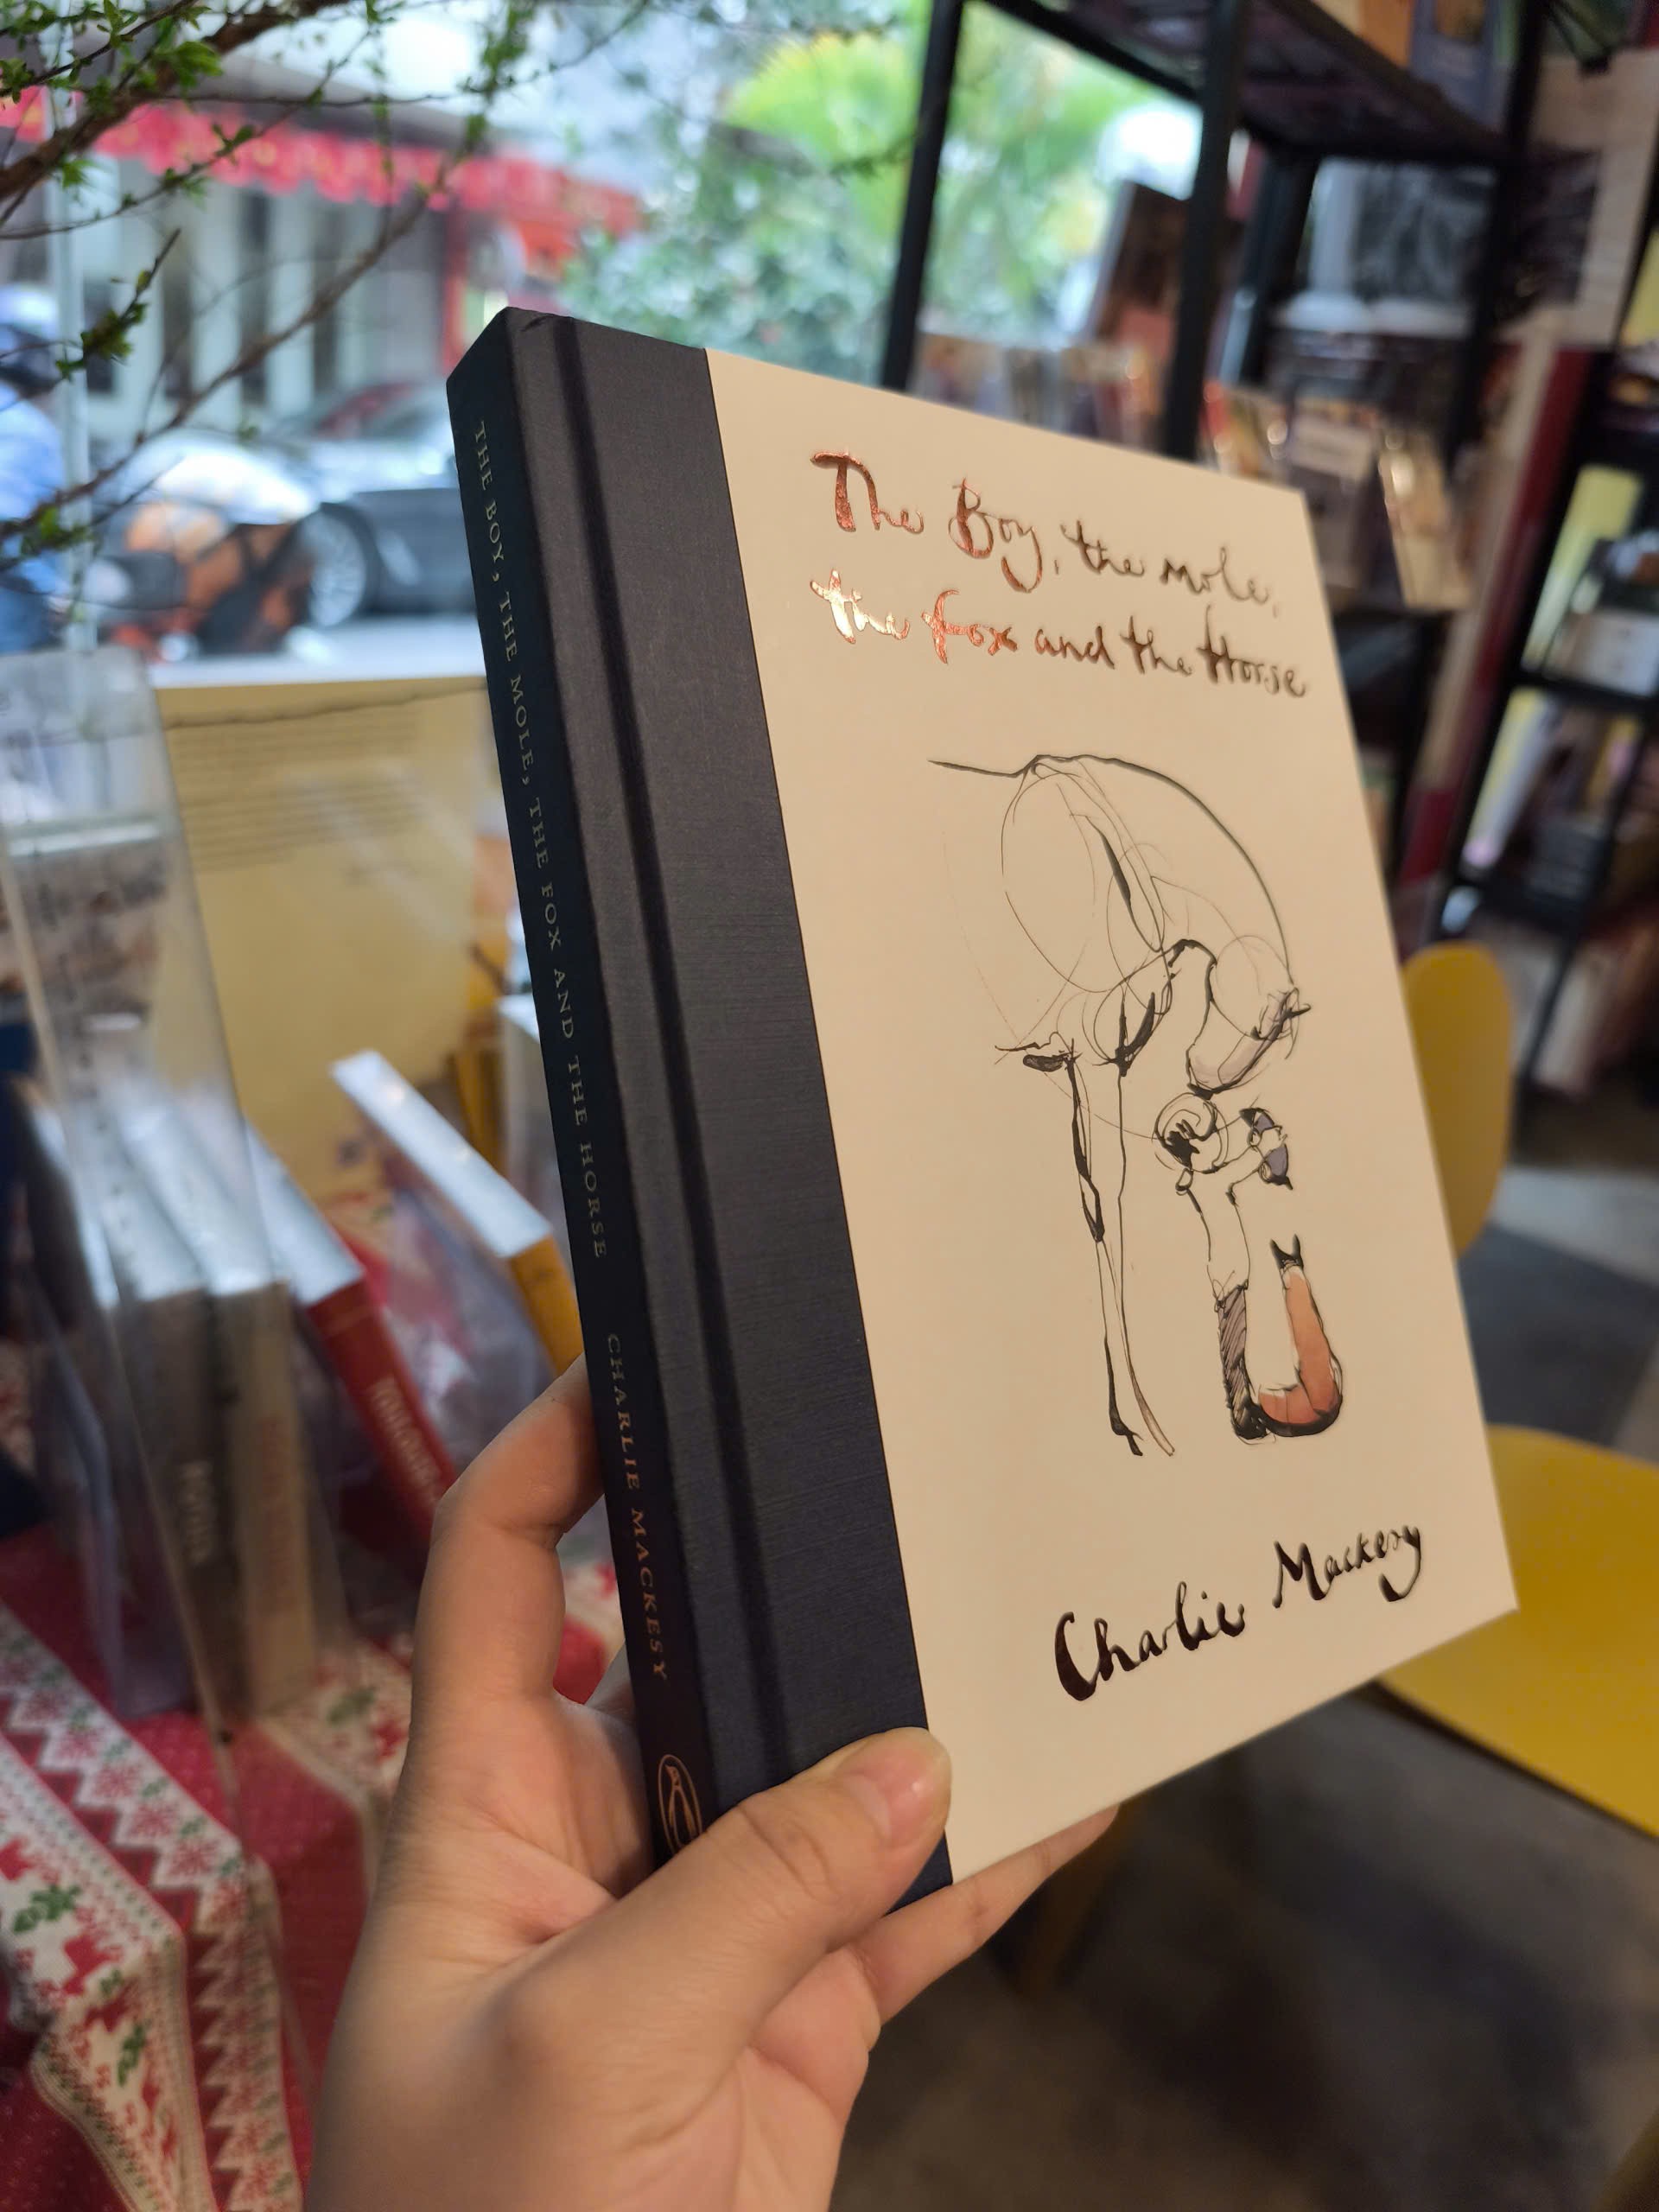 The Boy, the mole,
the fox and the Horse
Charlie Mackesy
THE BOY, THE MOLE, THE FOX AND THE HORSE CHARLIE MACKESY